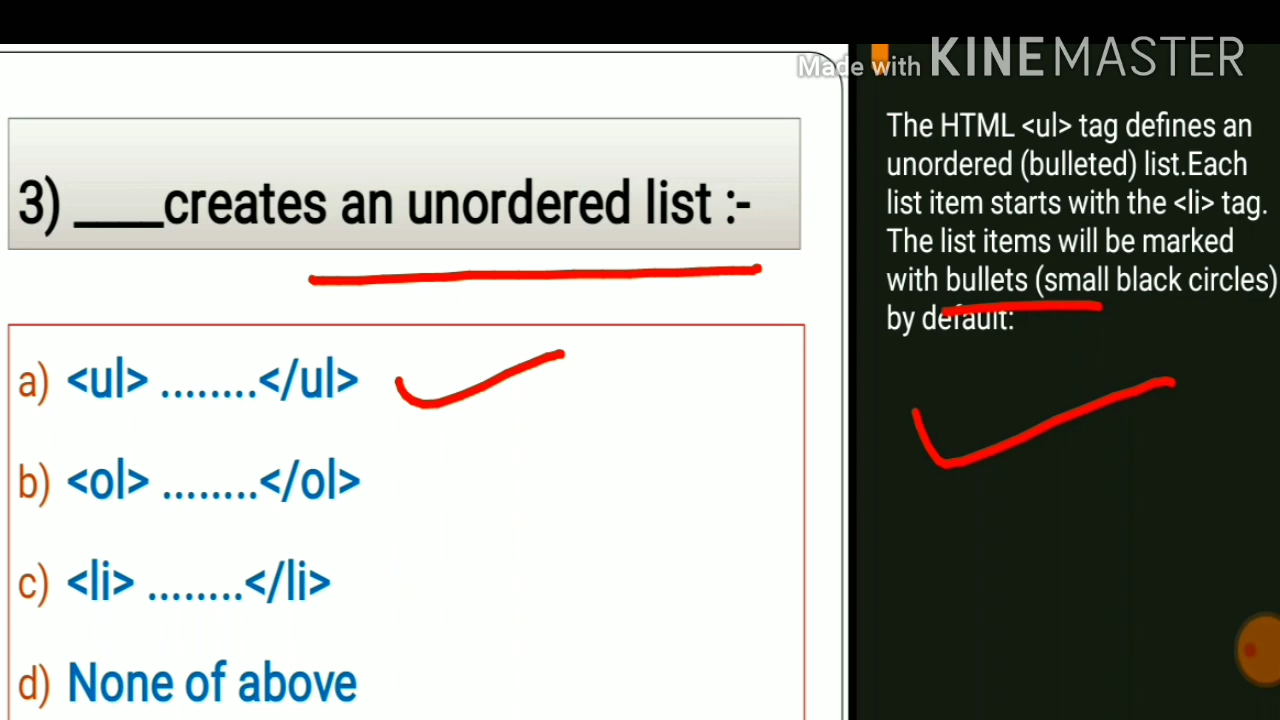 Made with KINEMASTER
The HTML <ul> tag defines an
unordered (bulleted) list.Each
list item starts with the <li> tag.
The list items will be marked
with bullets (small black circles)
by default:
3) ____creates an unordered list :-
a) <ul> ........</ul>
b) <ol> ........</ol>
c) <li> ........</li>
d) None of above